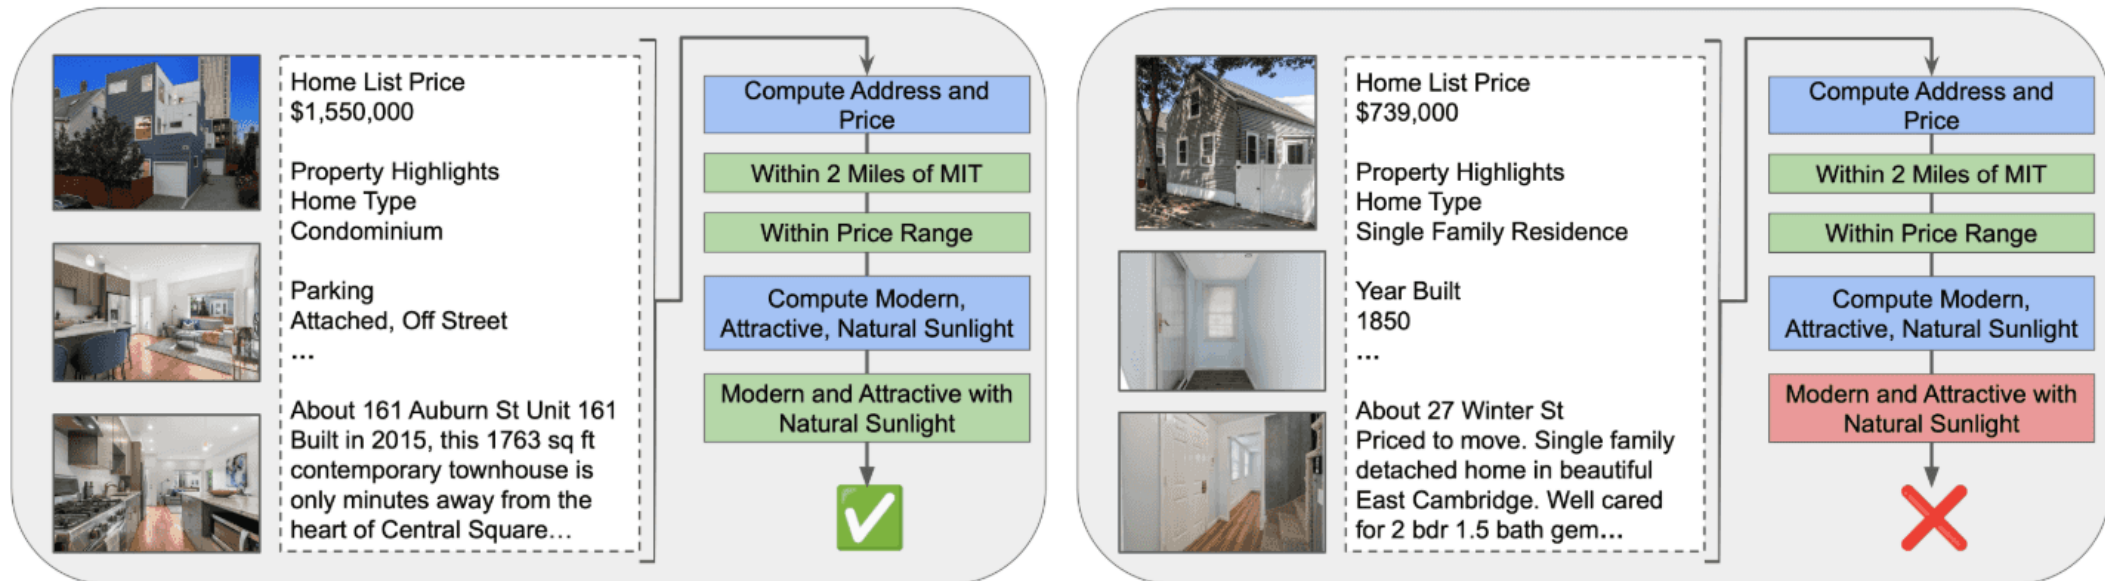 Home List Price
$1,550,000
Property Highlights
Home Type
Condominium
Parking
Attached, Off Street
...
About 161 Auburn St Unit 161
Built in 2015, this 1763 sq ft
contemporary townhouse is
only minutes away from the
heart of Central Square...
Compute Address and
Price
Within 2 Miles of MIT
Within Price Range
Compute Modern,
Attractive, Natural Sunlight
Modern and Attractive with
Natural Sunlight
Home List Price
$739,000
Property Highlights
Home Type
Single Family Residence
Year Built
1850
...
About 27 Winter St
Priced to move. Single family
detached home in beautiful
East Cambridge. Well cared
for 2 bdr 1.5 bath gem...
Compute Address and
Price
Within 2 Miles of MIT
Within Price Range
Compute Modern,
Attractive, Natural Sunlight
Modern and Attractive with
Natural Sunlight